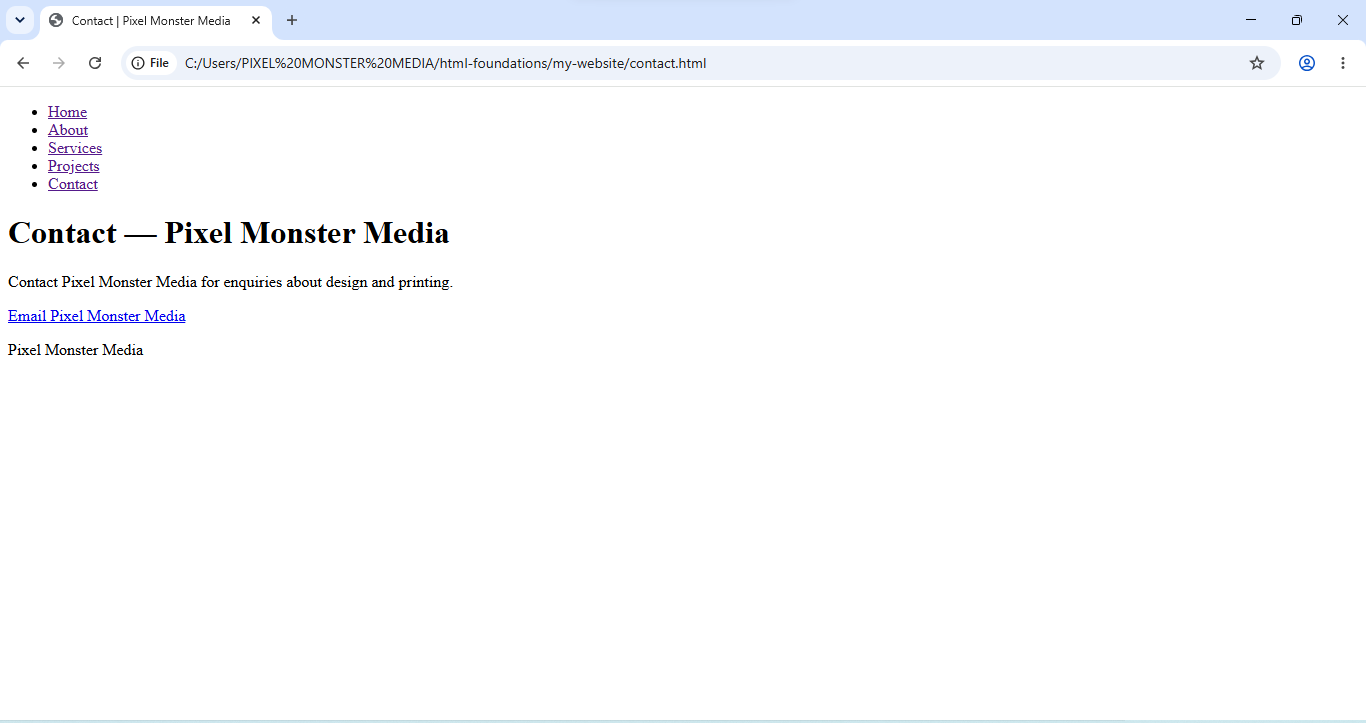 Contact | Pixel Monster Media
File
C:/Users/PIXEL%20MONSTER%20MEDIA/html-foundations/my-website/contact.html
Home
About
Services
Projects
Contact
Contact — Pixel Monster Media
Contact Pixel Monster Media for enquiries about design and printing.
Email Pixel Monster Media
Pixel Monster Media